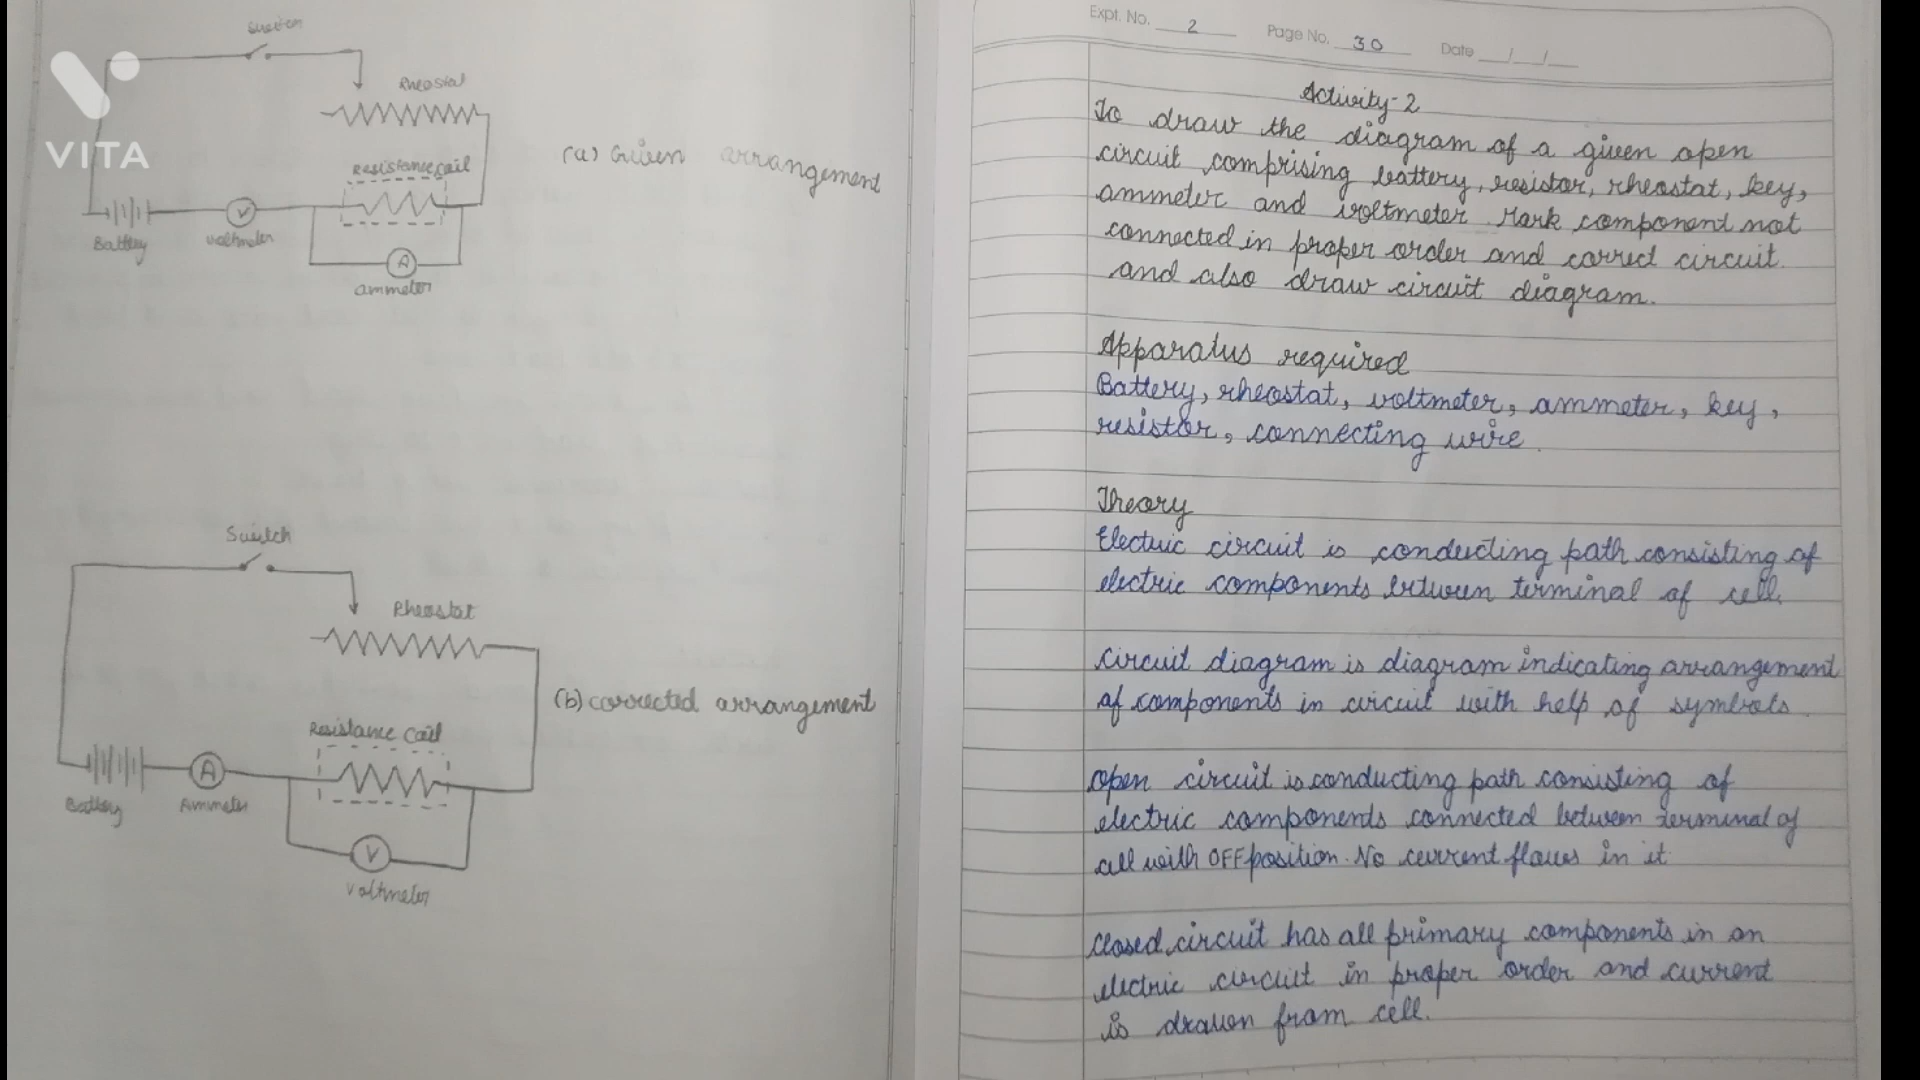 Switch
VITA
Rheostat
Resistance coil
Battery
voltmeter
V
A
ammeter
(a) Given arrangement
Switch
Rheostat
(b) corrected arrangement
Resistance coil
A
Battery
Ammeter
V
Voltmeter
Expt. No. 2 Page No. 30 Date
Activity-2
To draw the diagram of a given open
circuit comprising battery, resistor, rheostat, key,
ammeter and voltmeter. Mark component not
connected in proper order and correct circuit
and also draw circuit diagram.
Apparatus required
Battery, rheostat, voltmeter, ammeter, key,
resistor, connecting wire.
Theory
Electric circuit is conducting path consisting of
electric components between terminal of cell.
circuit diagram is diagram indicating arrangement
of components in circuit with help of symbols
open circuit is conducting path consisting of
electric components connected between terminal of
cell with OFF position. No current flows in it
closed circuit has all primary components in an
electric circuit in proper order and current
is drawn from cell.